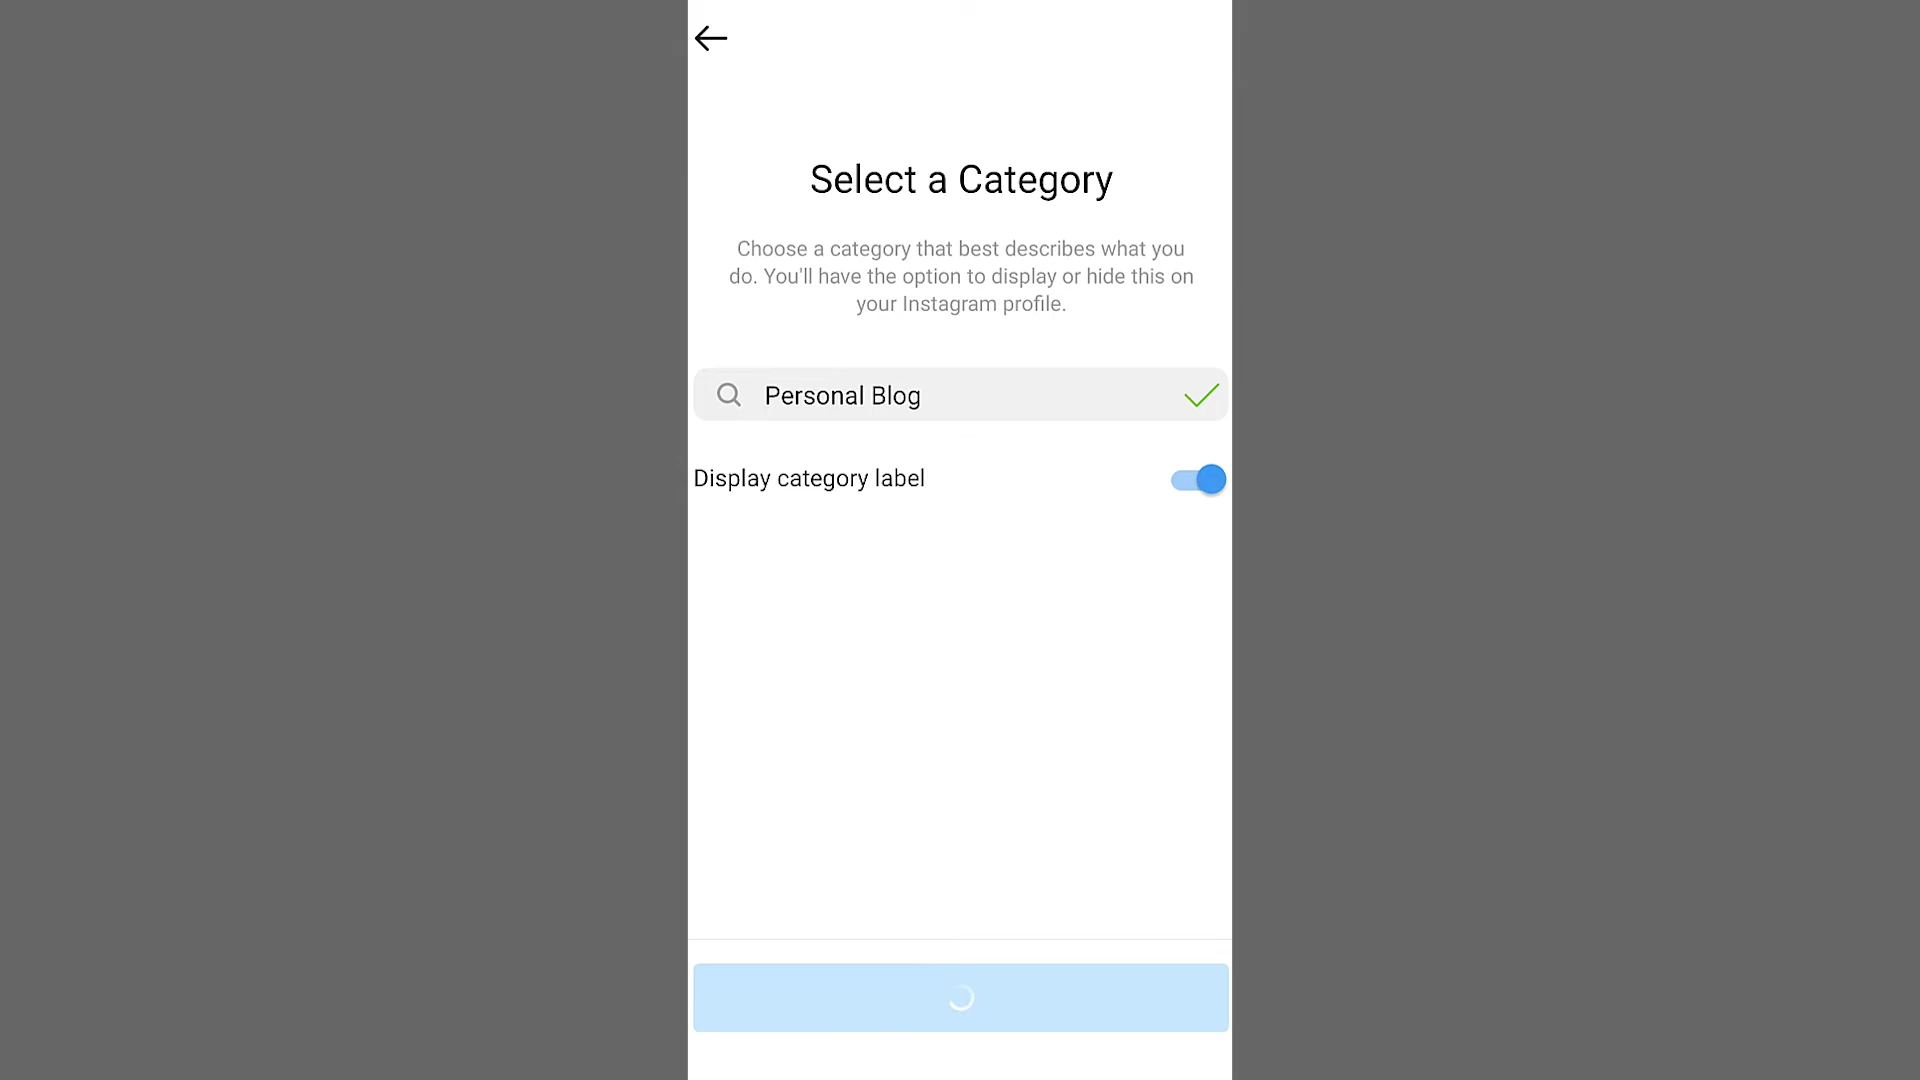 Select a Category
Choose a category that best describes what you
do. You'll have the option to display or hide this on
your Instagram profile.
Personal Blog
Display category label